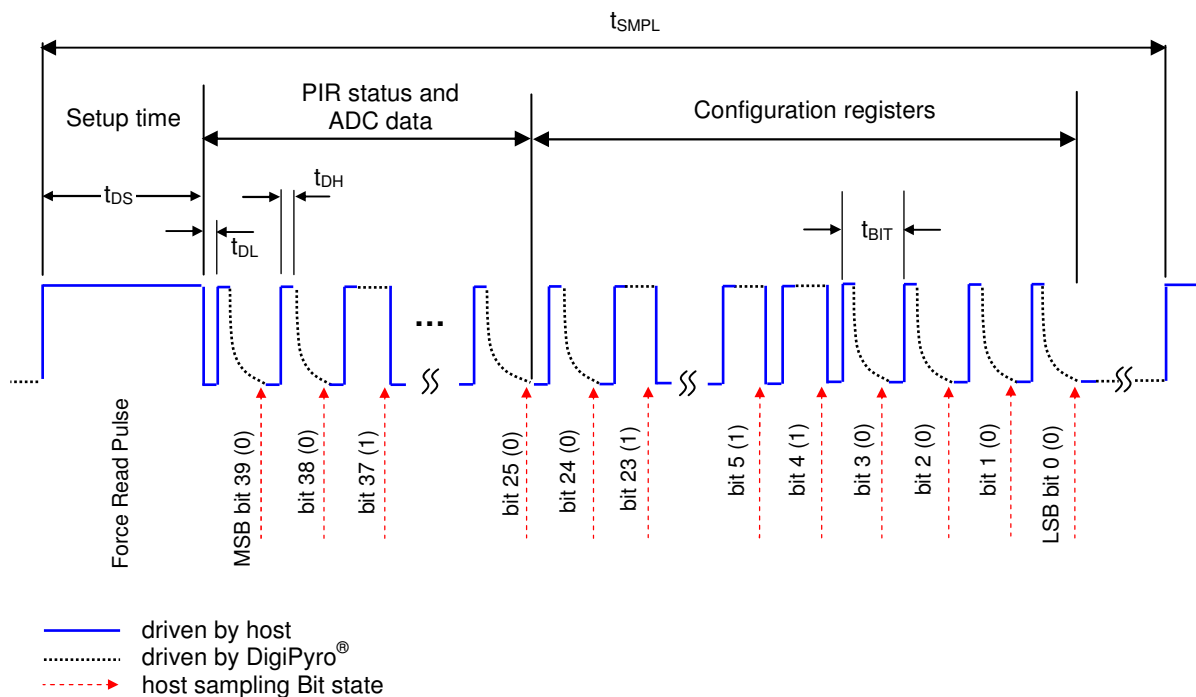 tSMPL
PIR status and
ADC data
Setup time
Configuration registers
tDS
tDH
tDL
tBIT
...
Force Read Pulse
MSB bit 39 (0)
bit 38 (0)
bit 37 (1)
bit 25 (0)
bit 24 (0)
bit 23 (1)
bit 5 (1)
bit 4 (1)
bit 3 (0)
bit 2 (0)
bit 1 (0)
LSB bit 0 (0)
driven by host
driven by DigiPyro®
host sampling Bit state